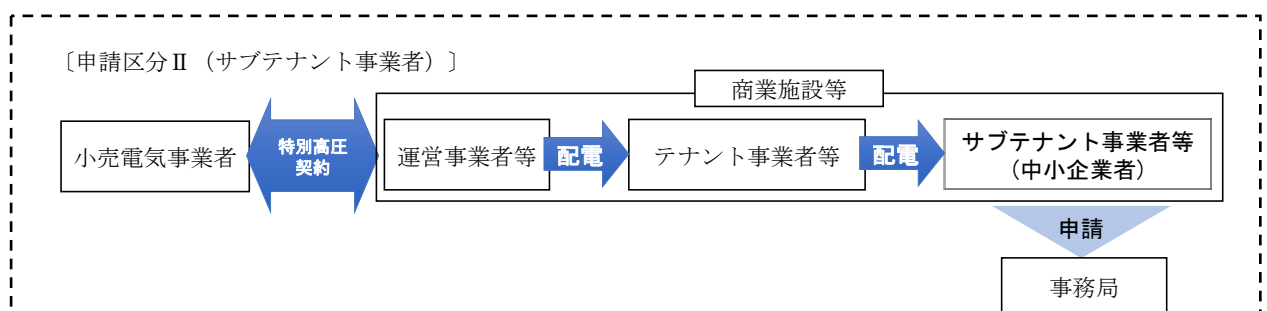 〔申請区分Ⅱ（サブテナント事業者）〕
商業施設等
小売電気事業者
特別高圧
契約
運営事業者等
配電
テナント事業者等
配電
サブテナント事業者等
（中小企業者）
申請
事務局